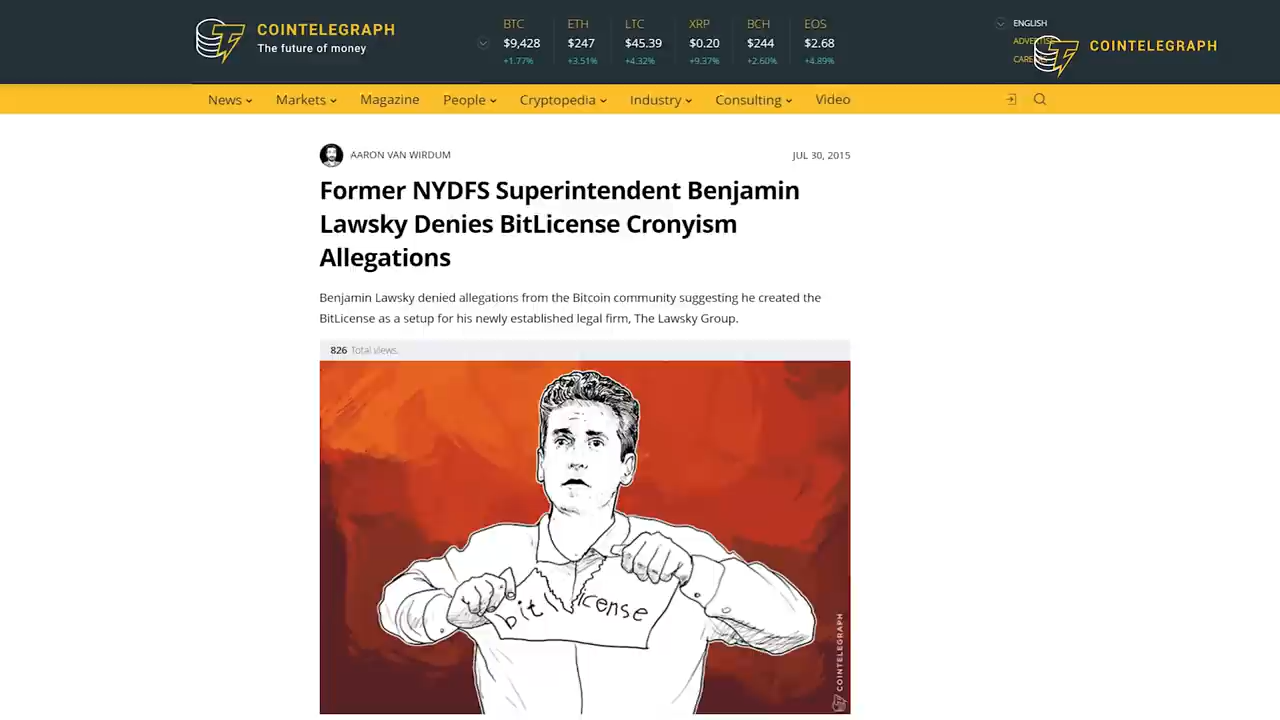 COINTELEGRAPH
The future of money
BTC ETH LTC XRP BCH EOS
$9,428 $247 $45.39 $0.20 $244 $2.68
+1.77% +3.51% +4.32% +9.37% +2.60% +4.89%
ENGLISH
COINTELEGRAPH
News Markets Magazine People Cryptopedia Industry Consulting Video
AARON VAN WIRDUM
JUL 30, 2015
Former NYDFS Superintendent Benjamin
Lawsky Denies BitLicense Cronyism
Allegations
Benjamin Lawsky denied allegations from the Bitcoin community suggesting he created the
BitLicense as a setup for his newly established legal firm, The Lawsky Group.
826 Total views.
COINTELEGRAPH